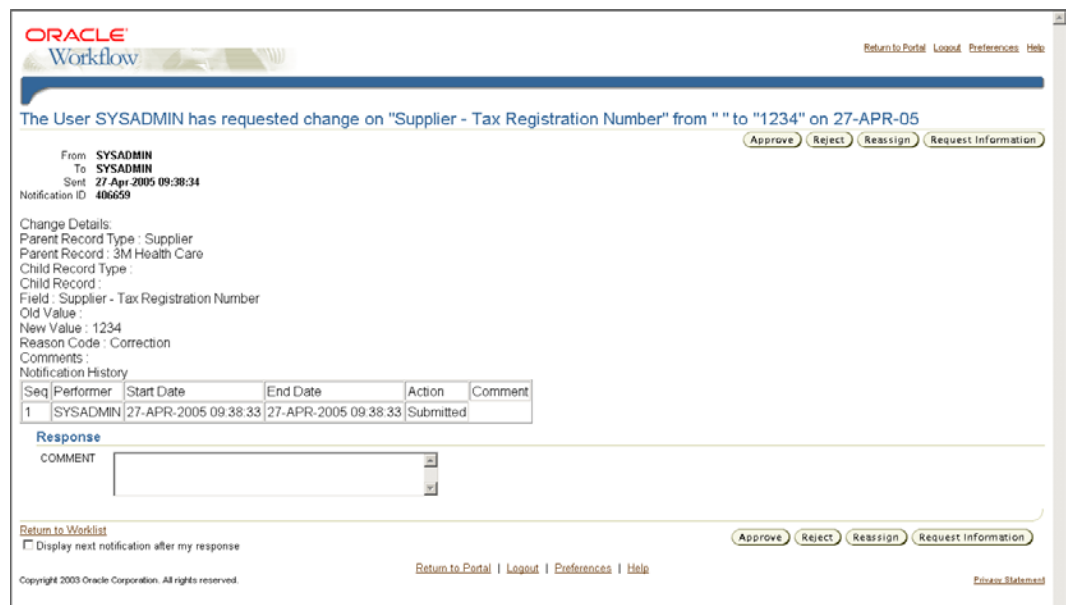 ORACLE
Workflow
Return to Portal Logout Preferences Help
The User SYSADMIN has requested change on "Supplier - Tax Registration Number" from " " to "1234" on 27-APR-05
Approve Reject Reassign Request Information
From SYSADMIN
To SYSADMIN
Sent 27-Apr-2005 09:38:34
Notification ID 406659
Change Details:
Parent Record Type : Supplier
Parent Record : 3M Health Care
Child Record Type :
Child Record :
Field : Supplier - Tax Registration Number
Old Value :
New Value : 1234
Reason Code : Correction
Comments :
Notification History
Seq Performer Start Date End Date Action Comment
1 SYSADMIN 27-APR-2005 09:38:33 27-APR-2005 09:38:33 Submitted
Response
COMMENT
Return to Worklist
Display next notification after my response
Approve Reject Reassign Request Information
Return to Portal | Logout | Preferences | Help
Copyright 2003 Oracle Corporation. All rights reserved.
Privacy Statement